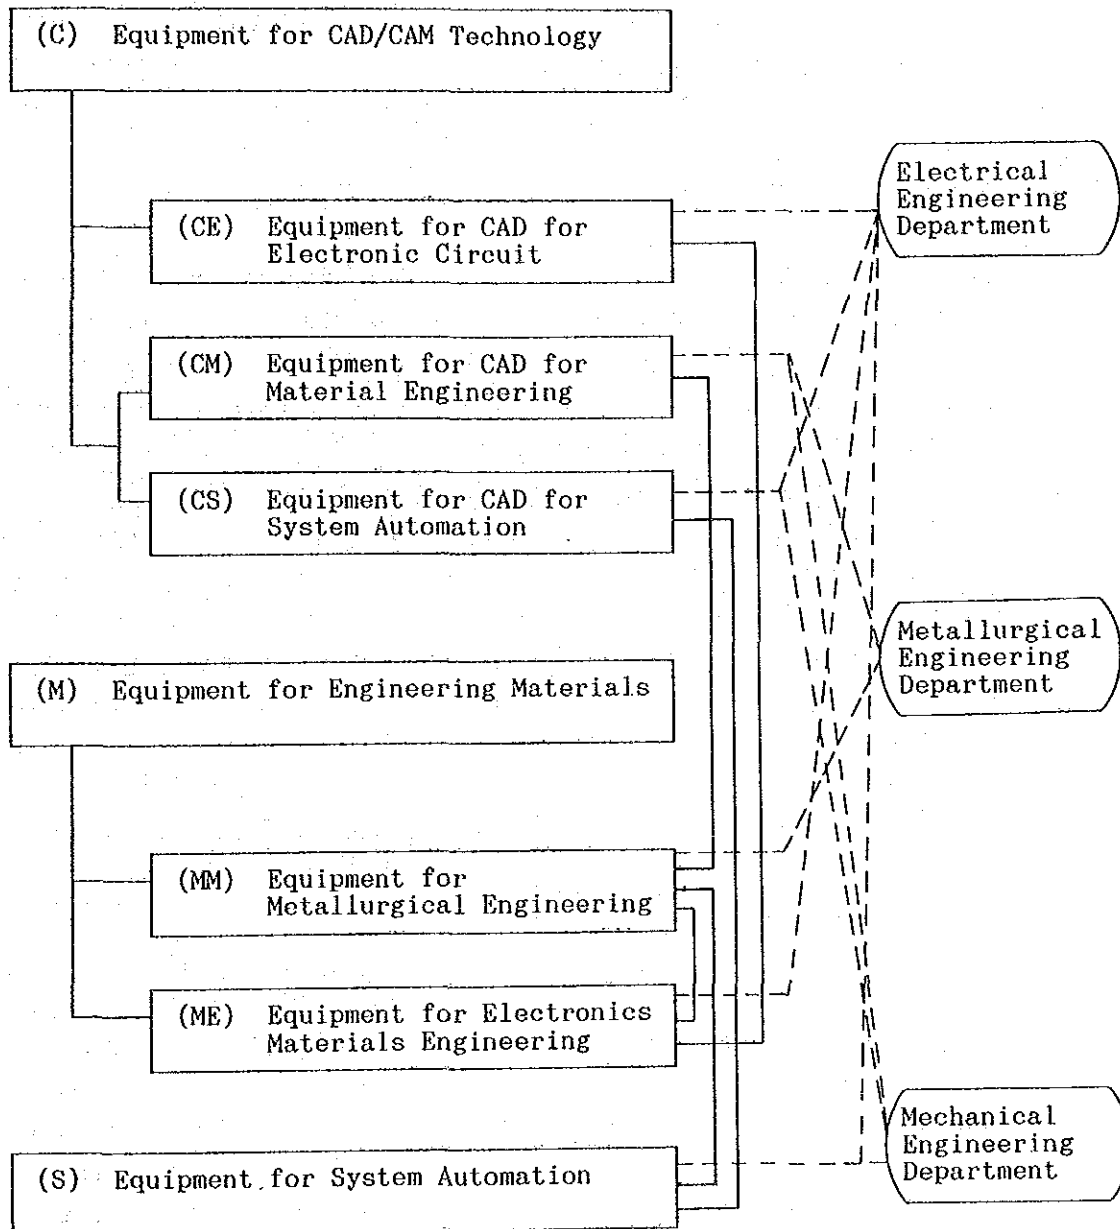 (C) Equipment for CAD/CAM Technology
(CE) Equipment for CAD for
Electronic Circuit
(CM) Equipment for CAD for
Material Engineering
(CS) Equipment for CAD for
System Automation
(M) Equipment for Engineering Materials
(MM) Equipment for
Metallurgical Engineering
(ME) Equipment for Electronics
Materials Engineering
(S) Equipment for System Automation
Electrical
Engineering
Department
Metallurgical
Engineering
Department
Mechanical
Engineering
Department